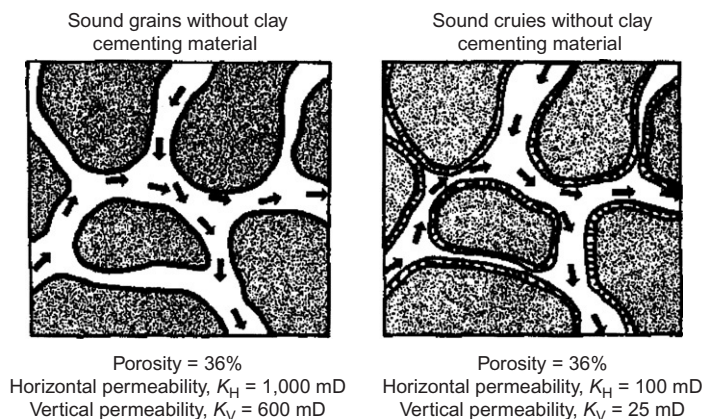 Sound grains without clay
cementing material
Sound cruies without clay
cementing material
Porosity = 36%
Horizontal permeability, K_H = 1,000 mD
Vertical permeability, K_V = 600 mD
Porosity = 36%
Horizontal permeability, K_H = 100 mD
Vertical permeability, K_V = 25 mD